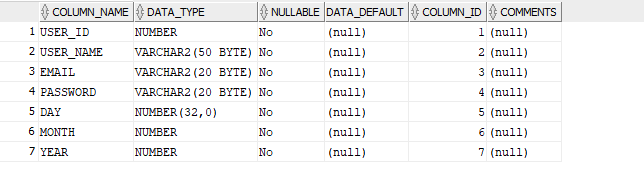 COLUMN_NAME DATA_TYPE NULLABLE DATA_DEFAULT COLUMN_ID COMMENTS
1 USER_ID NUMBER No (null) 1 (null)
2 USER_NAME VARCHAR2(50 BYTE) No (null) 2 (null)
3 EMAIL VARCHAR2(20 BYTE) No (null) 3 (null)
4 PASSWORD VARCHAR2(20 BYTE) No (null) 4 (null)
5 DAY NUMBER(32,0) No (null) 5 (null)
6 MONTH NUMBER No (null) 6 (null)
7 YEAR NUMBER No (null) 7 (null)